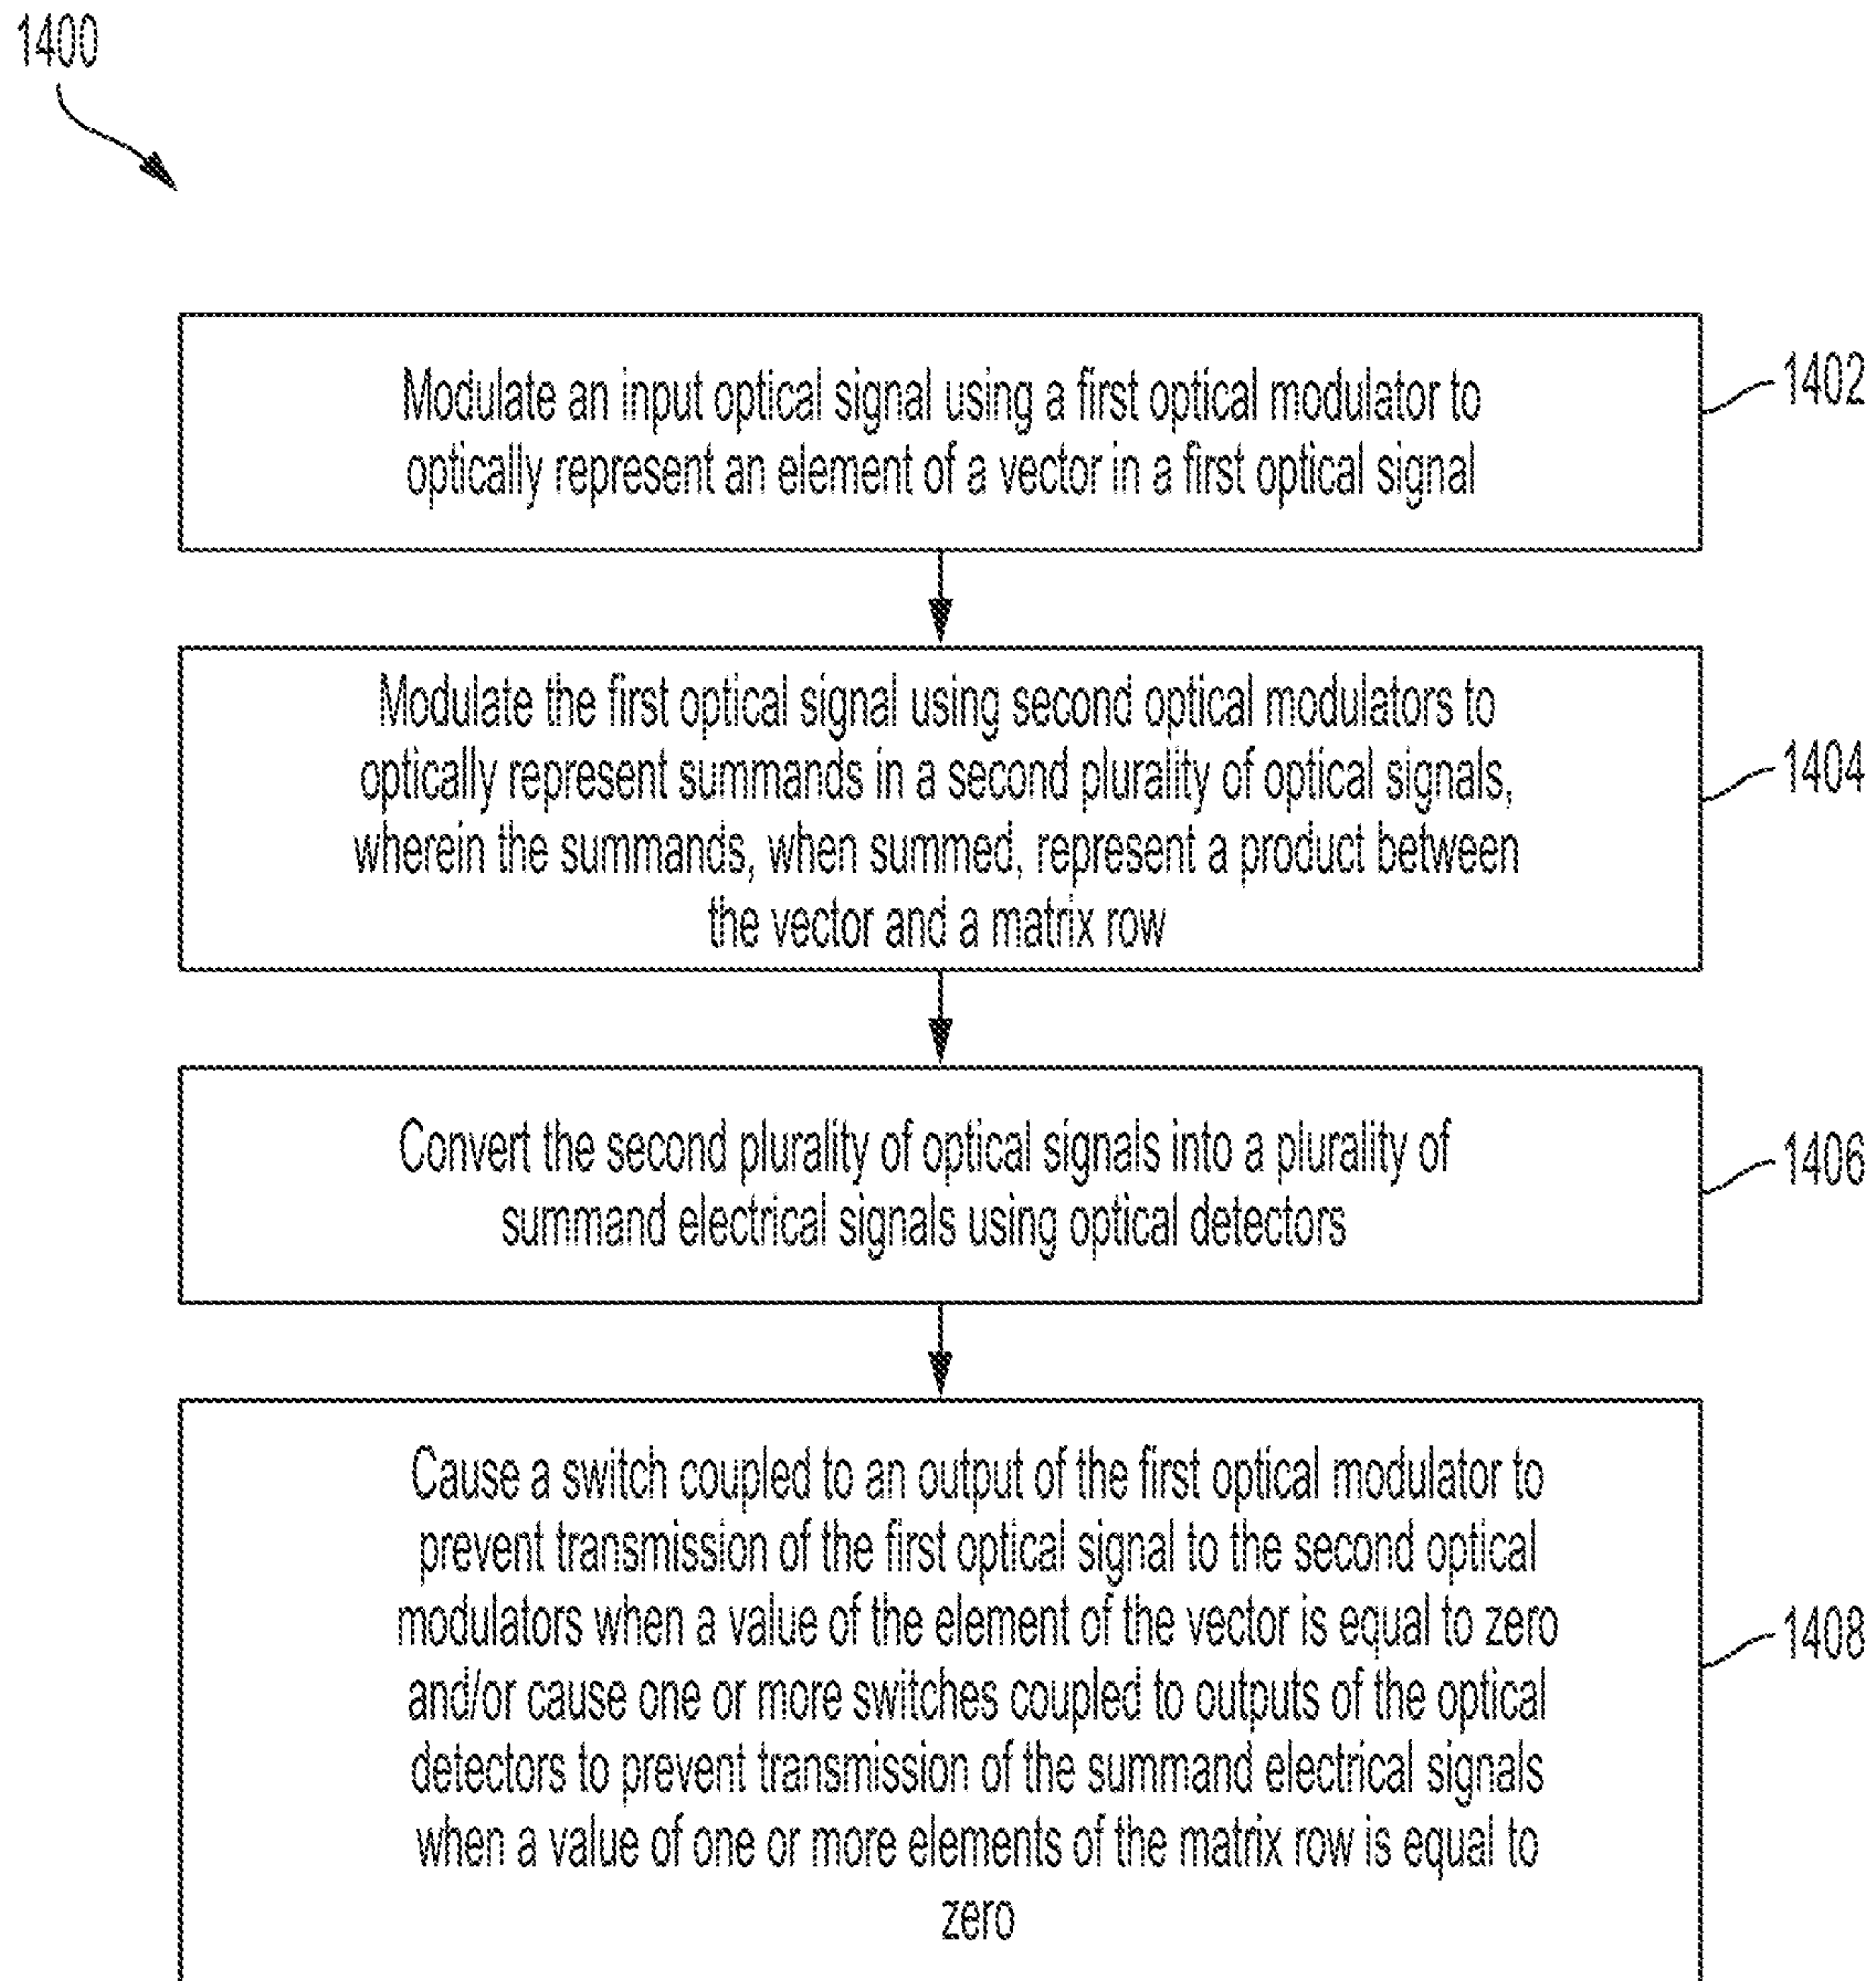 1400
Modulate an input optical signal using a first optical modulator to
optically represent an element of a vector in a first optical signal
1402
Modulate the first optical signal using second optical modulators to
optically represent summands in a second plurality of optical signals,
wherein the summands, when summed, represent a product between
the vector and a matrix row
1404
Convert the second plurality of optical signals into a plurality of
summand electrical signals using optical detectors
1406
Cause a switch coupled to an output of the first optical modulator to
prevent transmission of the first optical signal to the second optical
modulators when a value of the element of the vector is equal to zero
and/or cause one or more switches coupled to outputs of the optical
detectors to prevent transmission of the summand electrical signals
when a value of one or more elements of the matrix row is equal to
zero
1408